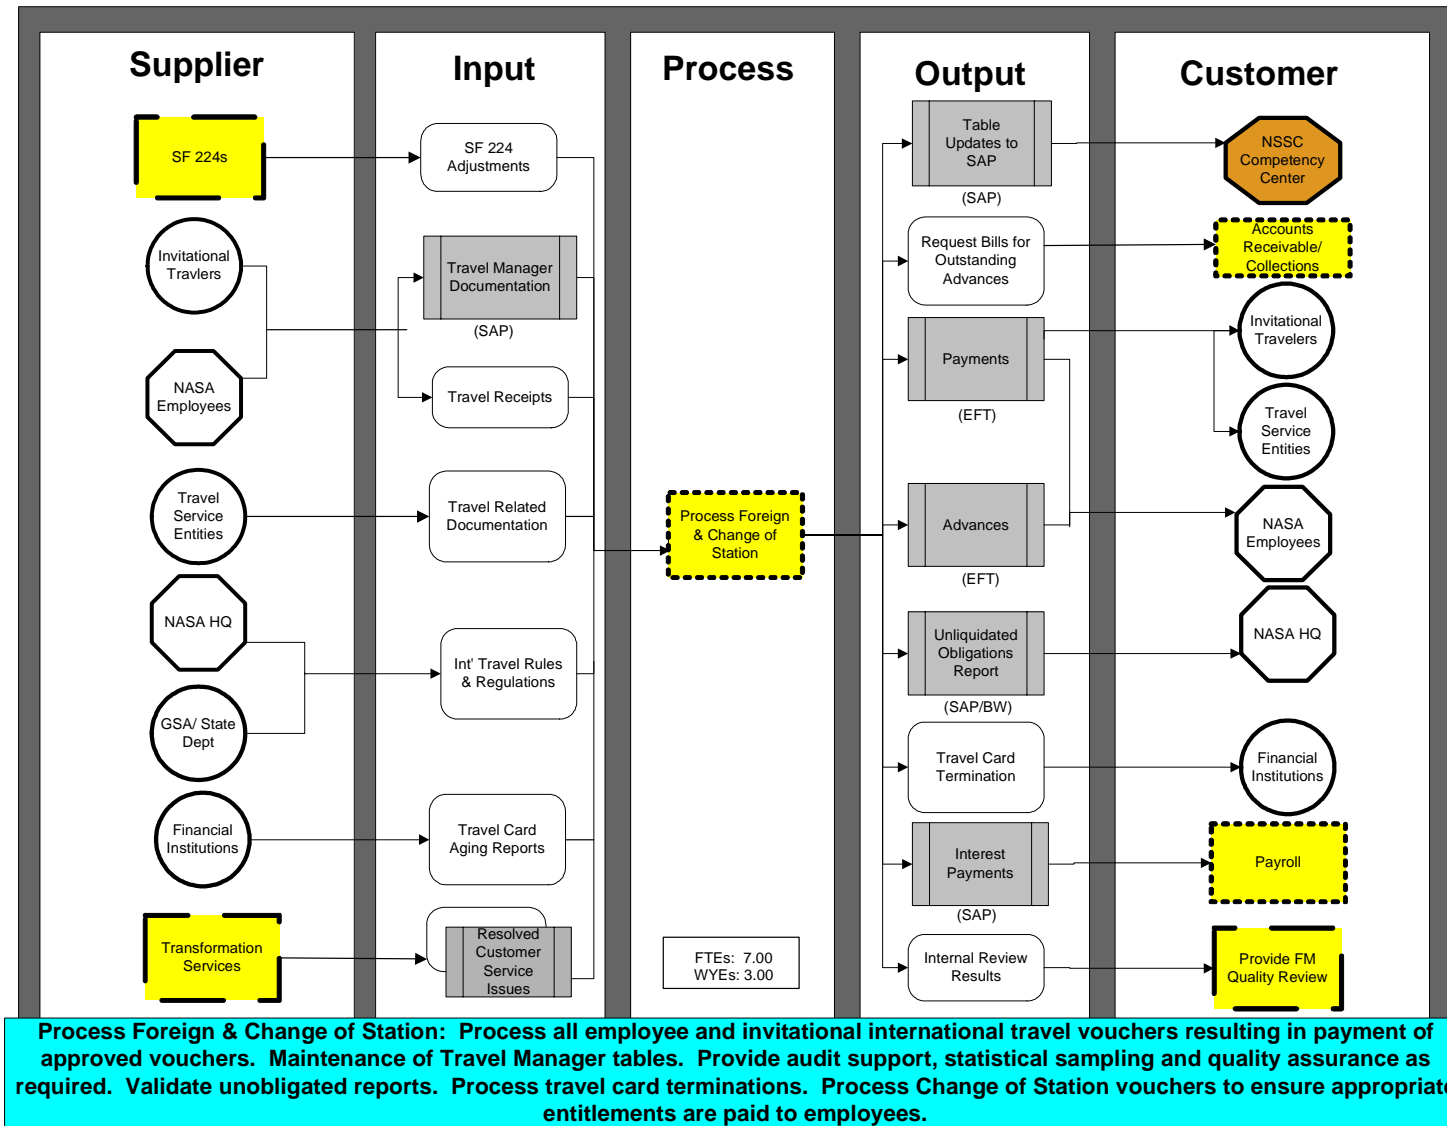 Supplier
SF 224s
Invitational
Travlers
NASA
Employees
Travel
Service
Entities
NASA HQ
GSA/ State
Dept
Financial
Institutions
Transformation
Services
Input
SF 224
Adjustments
Travel Manager
Documentation
(SAP)
Travel Receipts
Travel Related
Documentation
Int' Travel Rules
& Regulations
Travel Card
Aging Reports
Resolved
Customer
Service
Issues
Process
Process Foreign
& Change of
Station
FTEs: 7.00
WYEs: 3.00
Output
Table
Updates to
SAP
(SAP)
Request Bills for
Outstanding
Advances
Payments
(EFT)
Advances
(EFT)
Unliquidated
Obligations
Report
(SAP/BW)
Travel Card
Termination
Interest
Payments
(SAP)
Internal Review
Results
Customer
NSSC
Competency
Center
Accounts
Receivable/
Collections
Invitational
Travelers
Travel
Service
Entities
NASA
Employees
NASA HQ
Financial
Institutions
Payroll
Provide FM
Quality Review
Process Foreign & Change of Station: Process all employee and invitational international travel vouchers resulting in payment of
approved vouchers. Maintenance of Travel Manager tables. Provide audit support, statistical sampling and quality assurance as
required. Validate unobligated reports. Process travel card terminations. Process Change of Station vouchers to ensure appropriate
entitlements are paid to employees.